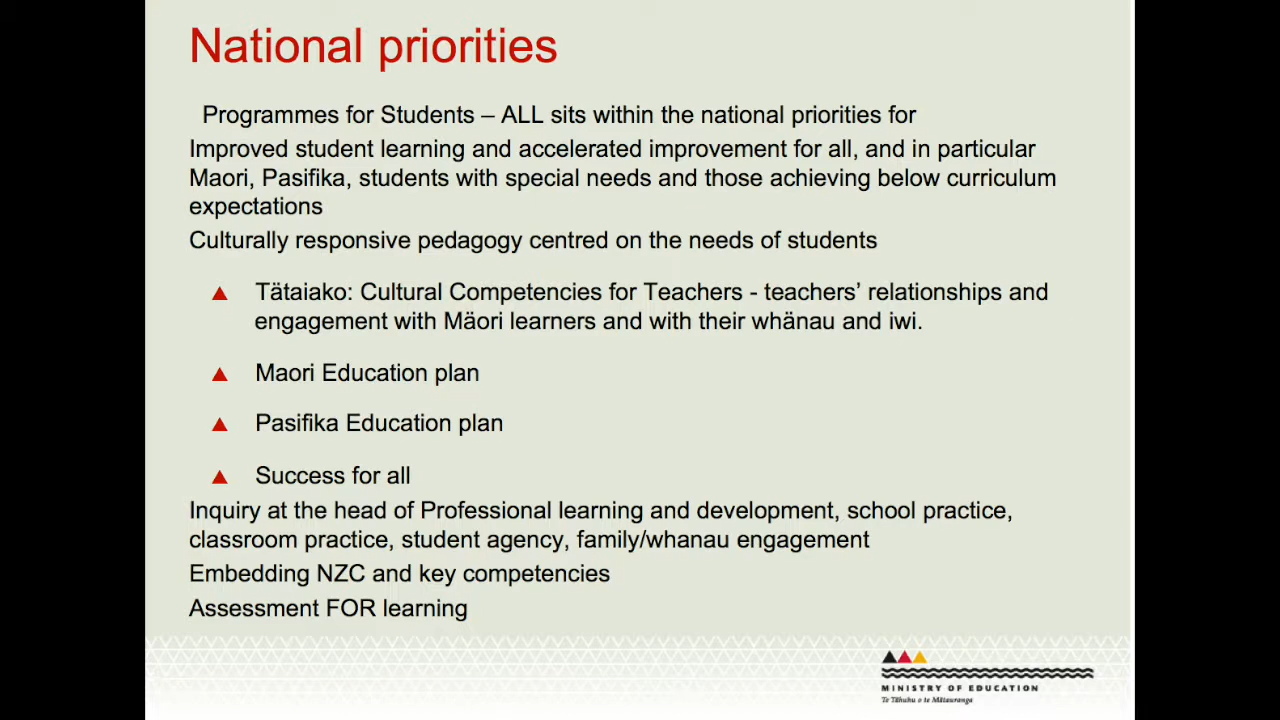 National priorities
Programmes for Students – ALL sits within the national priorities for
Improved student learning and accelerated improvement for all, and in particular
Maori, Pasifika, students with special needs and those achieving below curriculum
expectations
Culturally responsive pedagogy centred on the needs of students
Tätaiako: Cultural Competencies for Teachers - teachers’ relationships and
engagement with Mäori learners and with their whänau and iwi.
Maori Education plan
Pasifika Education plan
Success for all
Inquiry at the head of Professional learning and development, school practice,
classroom practice, student agency, family/whanau engagement
Embedding NZC and key competencies
Assessment FOR learning
MINISTRY OF EDUCATION
Te Tāhuhu o te Mātauranga